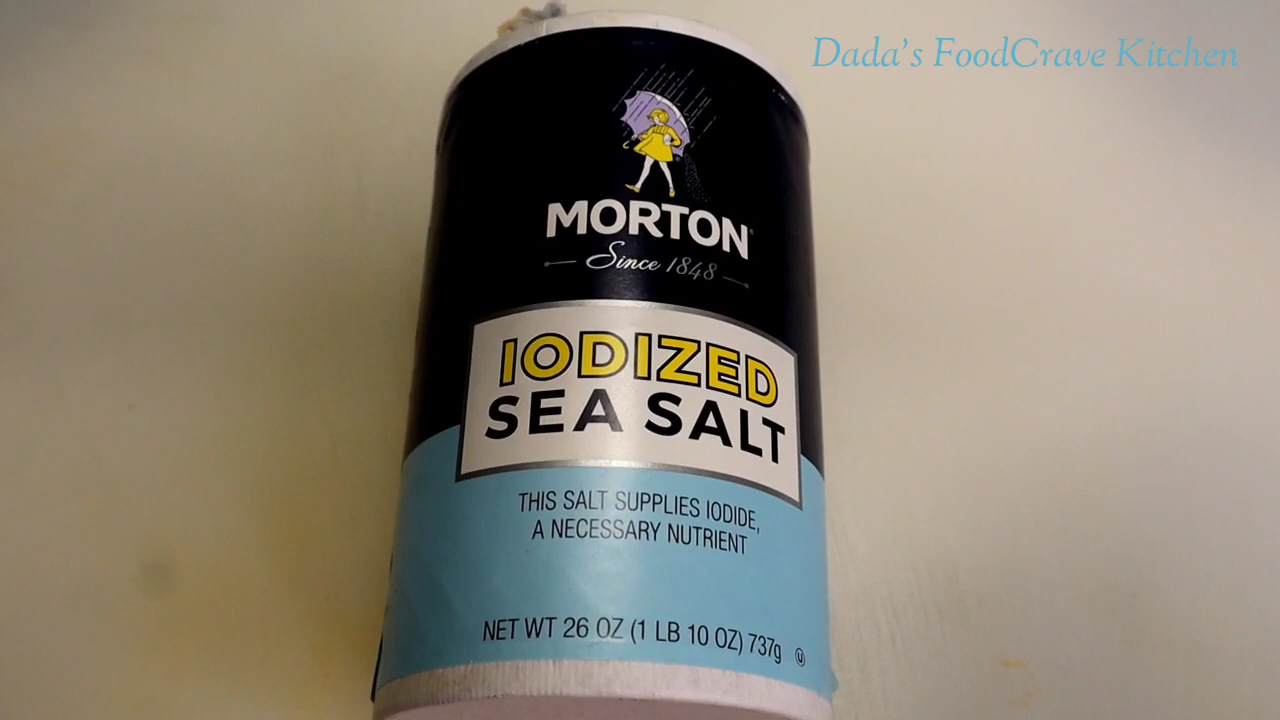 Dada's FoodCrave Kitchen
MORTON
Since 1848
IODIZED
SEA SALT
THIS SALT SUPPLIES IODIDE,
A NECESSARY NUTRIENT
NET WT 26 OZ (1 LB 10 OZ) 737g U